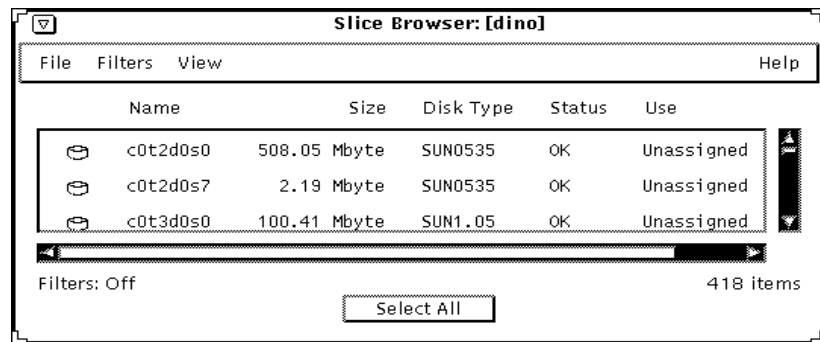 Slice Browser: [dino]
File Filters View Help
Name Size Disk Type Status Use
c0t2d0s0 508.05 Mbyte SUN0535 OK Unassigned
c0t2d0s7 2.19 Mbyte SUN0535 OK Unassigned
c0t3d0s0 100.41 Mbyte SUN1.05 OK Unassigned
Filters: Off 418 items
Select All